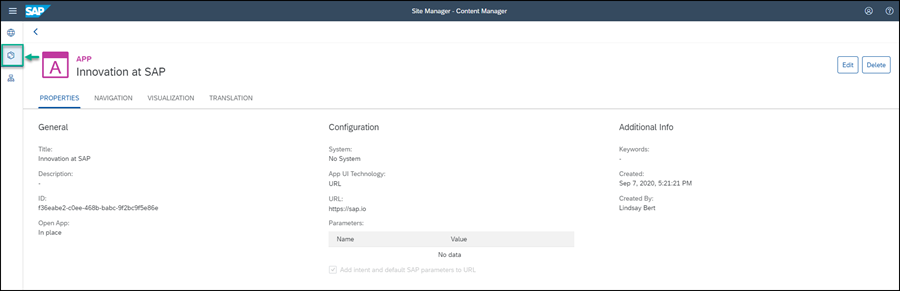 SAP
Site Manager - Content Manager
A
APP
Innovation at SAP
Edit
Delete
PROPERTIES
NAVIGATION
VISUALIZATION
TRANSLATION
General
Title:
Innovation at SAP
Description:
-
ID:
f36eabe2-c0ee-468b-babc-9f2bc9f5e86e
Open App:
In place
Configuration
System:
No System
App UI Technology:
URL
URL:
https://sap.io
Parameters:
Name Value
No data
Add intent and default SAP parameters to URL
Additional Info
Keywords:
-
Created:
Sep 7, 2020, 5:21:21 PM
Created By:
Lindsay Bert